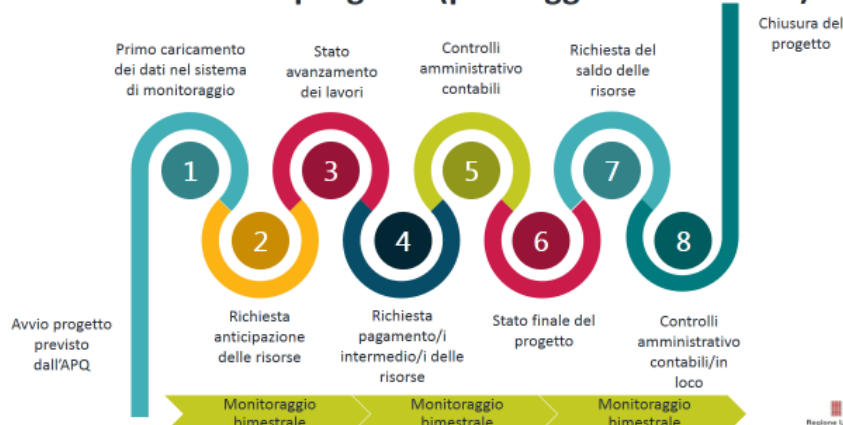 Chiusura del
progetto
Primo caricamento
dei dati nel sistema
di monitoraggio
Stato
avanzamento
dei lavori
Controlli
amministrativo
contabili
Richiesta del
saldo delle
risorse
1
3
5
7
2
4
6
8
Avvio progetto
previsto
dall'APQ
Richiesta
anticipazione
delle risorse
Richiesta
pagamento/i
intermedio/i delle
risorse
Stato finale del
progetto
Controlli
amministrativo
contabili/in
loco
Monitoraggio
bimestrale
Monitoraggio
bimestrale
Monitoraggio
bimestrale
Regione